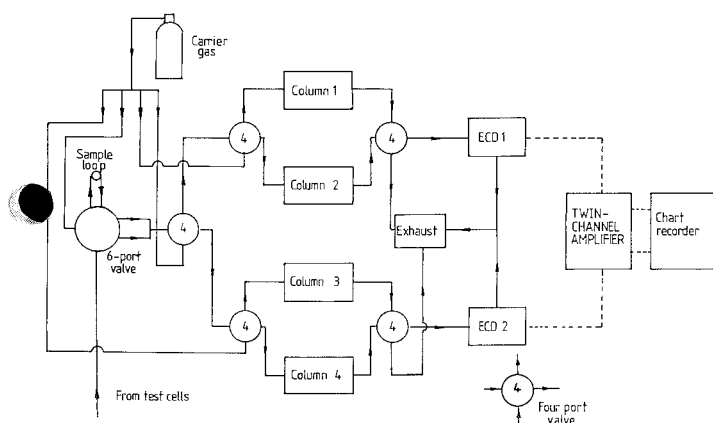 Carrier
gas
Column 1
4
4
ECD 1
Sample
loop
Column 2
TWIN-
CHANNEL
AMPLIFIER
Chart
recorder
4
Exhaust
6-port
valve
Column 3
4
4
ECD 2
Column 4
4
From test cells
Four port
valve